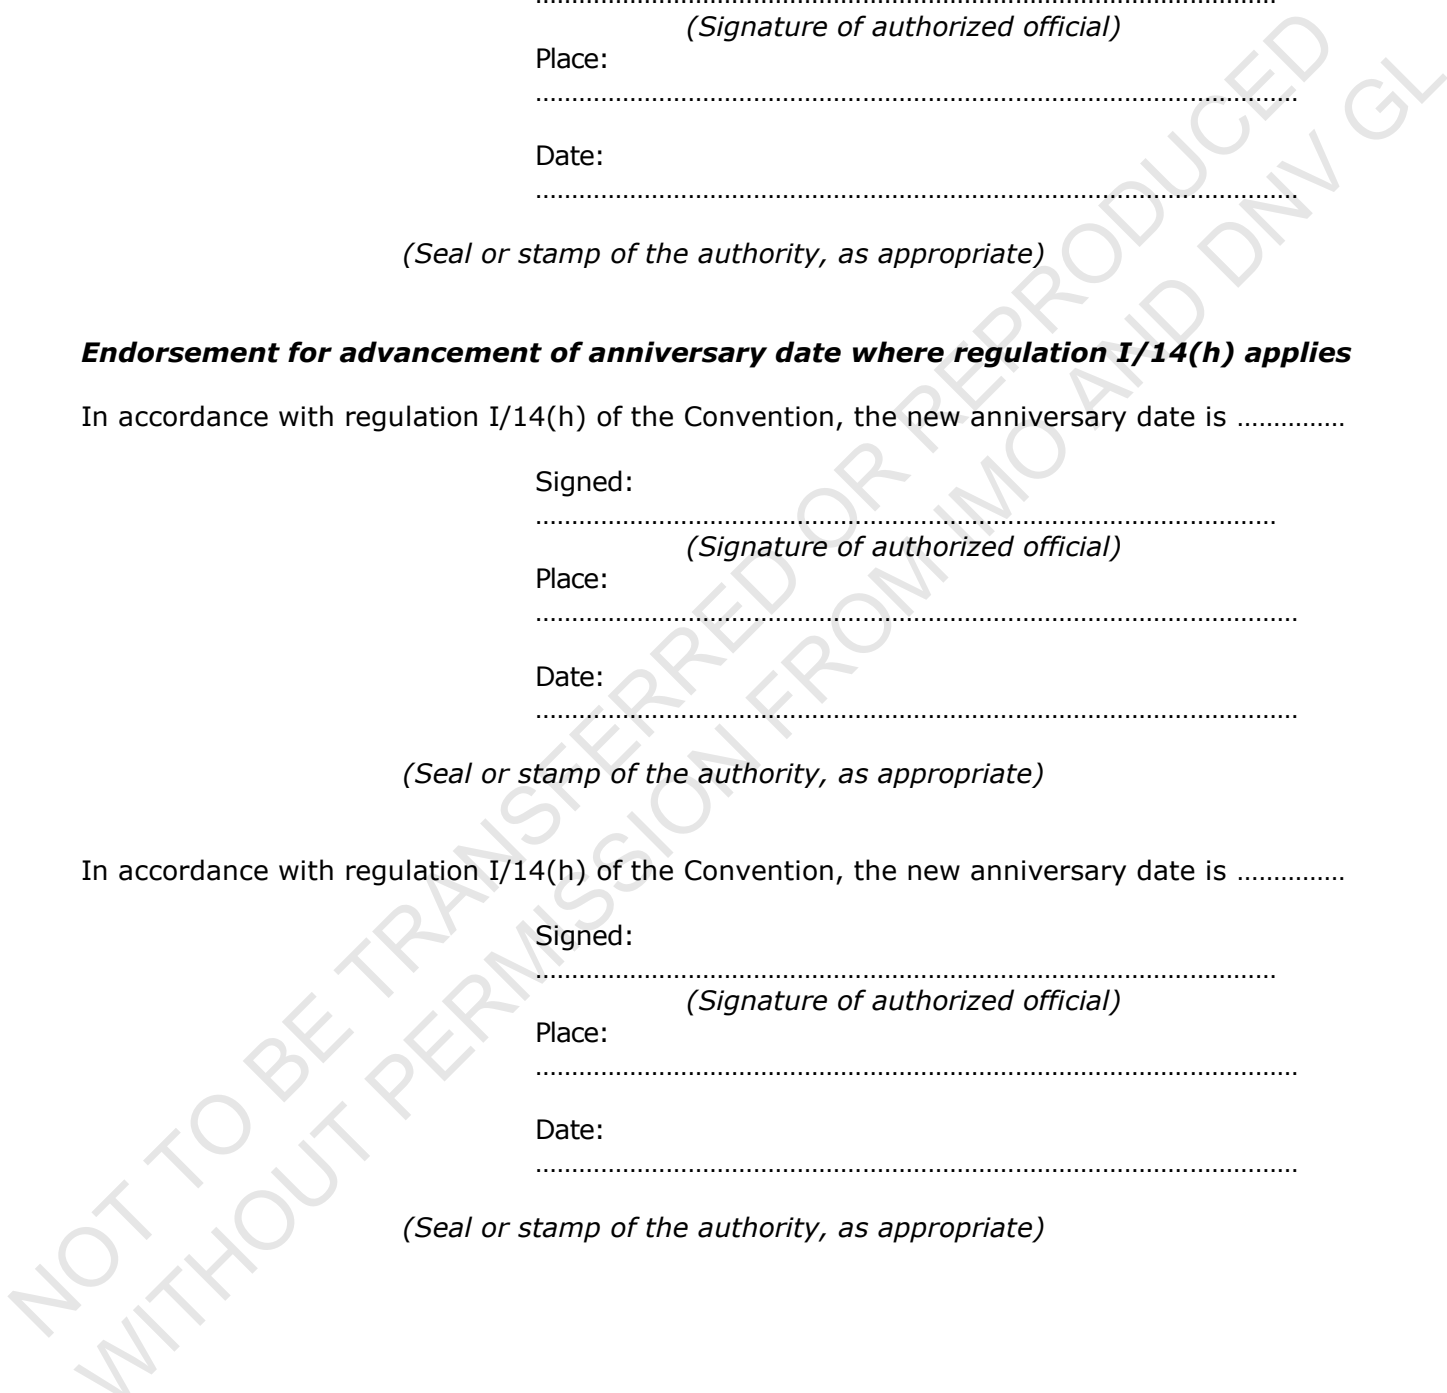 ........................................................................................................
(Signature of authorized official)
Place:
...........................................................................................................
Date:
...........................................................................................................
(Seal or stamp of the authority, as appropriate)
Endorsement for advancement of anniversary date where regulation I/14(h) applies
In accordance with regulation I/14(h) of the Convention, the new anniversary date is ...............
Signed:
........................................................................................................
(Signature of authorized official)
Place:
...........................................................................................................
Date:
...........................................................................................................
(Seal or stamp of the authority, as appropriate)
In accordance with regulation I/14(h) of the Convention, the new anniversary date is ...............
Signed:
........................................................................................................
(Signature of authorized official)
Place:
...........................................................................................................
Date:
...........................................................................................................
(Seal or stamp of the authority, as appropriate)
NOT TO BE TRANSFERRED OR REPRODUCED
WITHOUT PERMISSION FROM IMO AND DNV GL